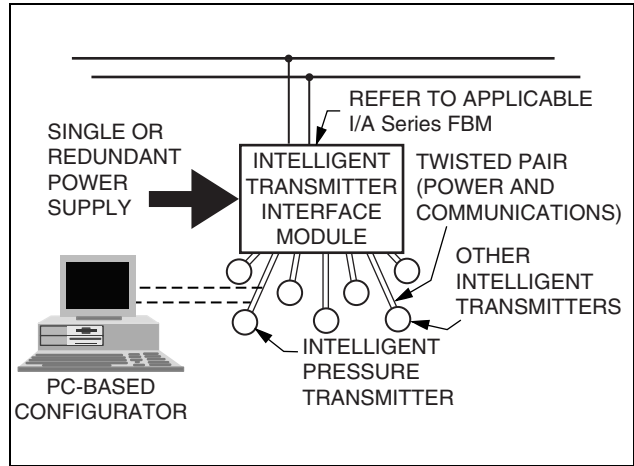 REFER TO APPLICABLE
I/A Series FBM
SINGLE OR
REDUNDANT
POWER
SUPPLY
INTELLIGENT
TRANSMITTER
INTERFACE
MODULE
TWISTED PAIR
(POWER AND
COMMUNICATIONS)
OTHER
INTELLIGENT
TRANSMITTERS
INTELLIGENT
PRESSURE
TRANSMITTER
PC-BASED
CONFIGURATOR